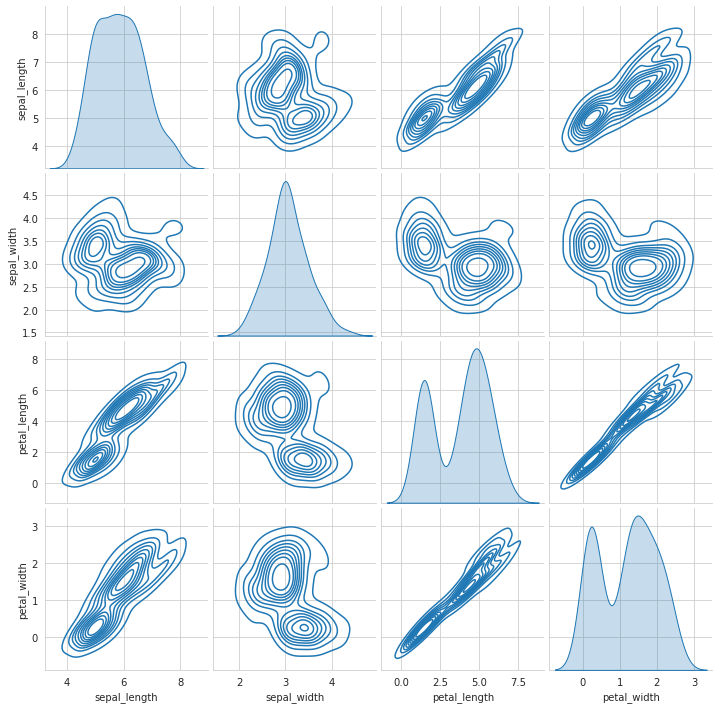 sepal_length
8
7
6
5
4
sepal_width
4.5
4.0
3.5
3.0
2.5
2.0
1.5
petal_length
8
6
4
2
0
petal_width
3
2
1
0
4 6 8
2 3 4
0.0 2.5 5.0 7.5
0 1 2 3
sepal_length sepal_width petal_length petal_width